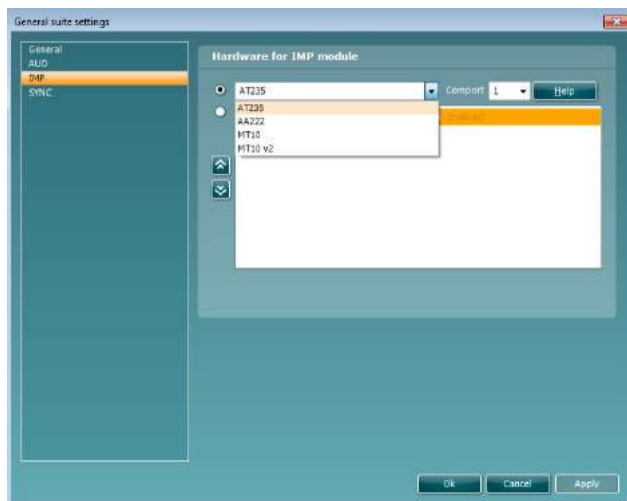 General suite settings
General
AUD
IMP
SYNC
Hardware for IMP module
AT235
Comport 1 Help
AT235
AA222
MT10
MT10 v2
Ok Cancel Apply